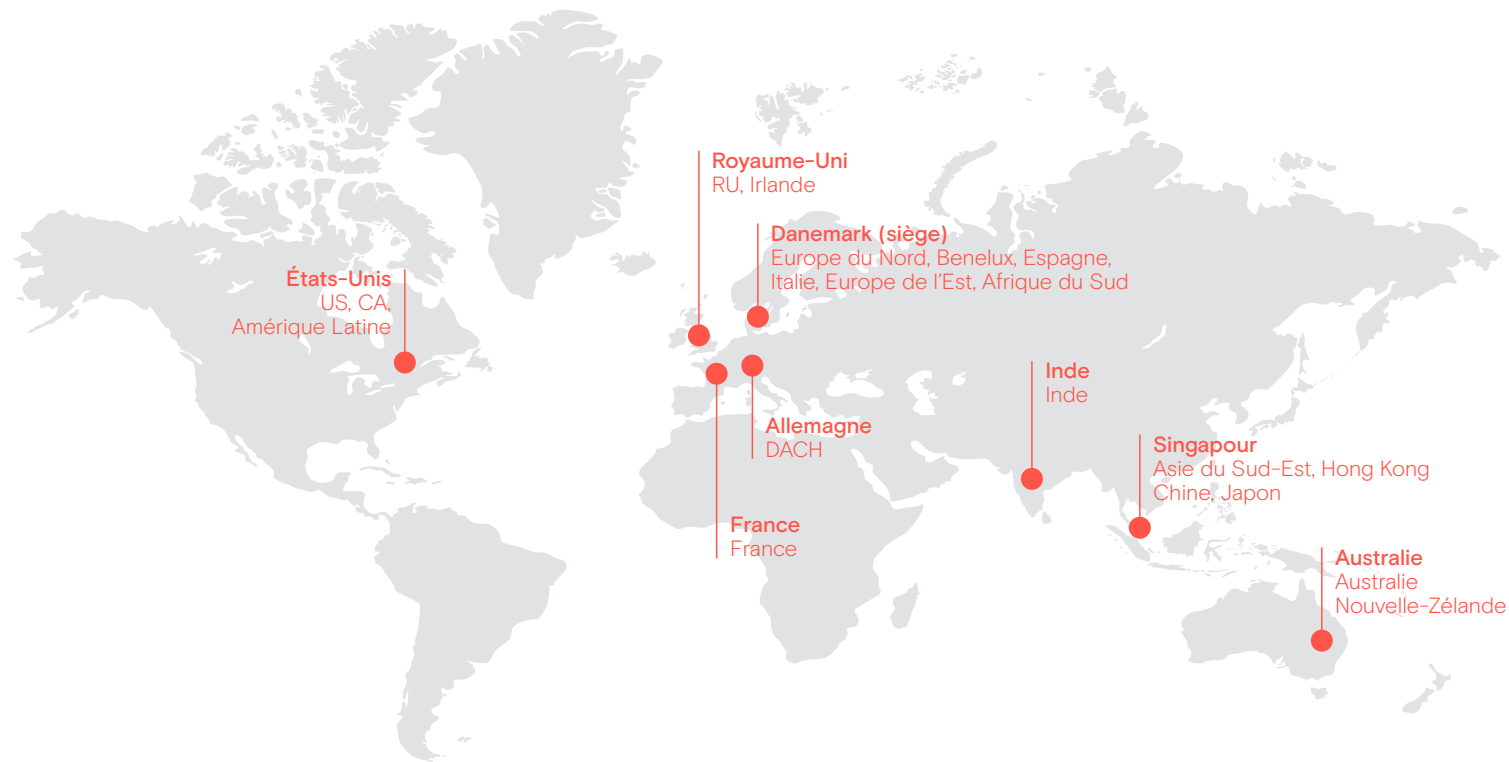 Royaume-Uni
RU, Irlande
Danemark (siège)
Europe du Nord, Benelux, Espagne,
Italie, Europe de l'Est, Afrique du Sud
États-Unis
US, CA,
Amérique Latine
Inde
Inde
Allemagne
DACH
Singapour
Asie du Sud-Est, Hong Kong
Chine, Japon
France
France
Australie
Australie
Nouvelle-Zélande